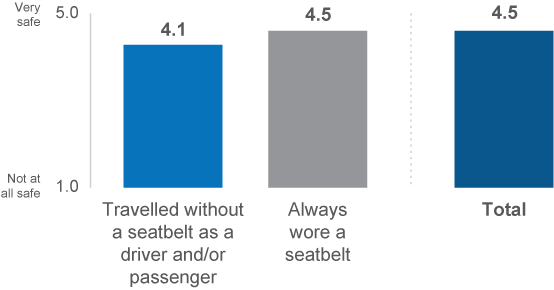 Very
safe
5.0
4.1
4.5
4.5
Not at
all safe
1.0
Travelled without
a seatbelt as a
driver and/or
passenger
Always
wore a
seatbelt
Total